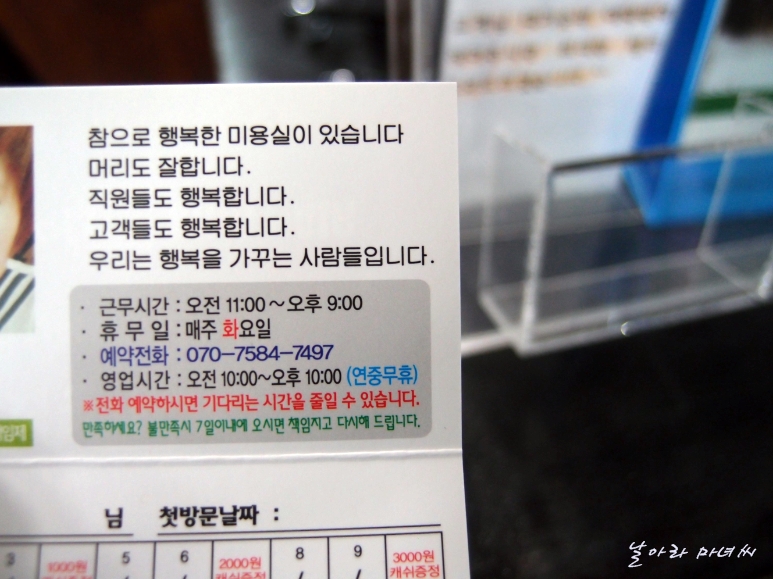 참으로 행복한 미용실이 있습니다
머리도 잘합니다.
직원들도 행복합니다.
고객들도 행복합니다.
우리는 행복을 가꾸는 사람들입니다.
· 근무시간 : 오전 11:00 ~ 오후 9:00
· 휴 무 일 : 매주 화요일
· 예약전화 : 070-7584-7497
· 영업시간 : 오전 10:00~오후 10:00 (연중무휴)
※전화 예약하시면 기다리는 시간을 줄일 수 있습니다.
만족하세요? 불만족시 7일이내에 오시면 책임지고 다시해 드립니다.
님 첫방문날짜 :
3 1000원 5 6 2000원 8 9 3000원
캐쉬증정 캐쉬증정
날아라 마녀씨